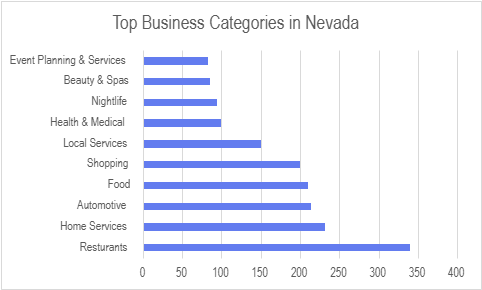 Top Business Categories in Nevada
Event Planning & Services
Beauty & Spas
Nightlife
Health & Medical
Local Services
Shopping
Food
Automotive
Home Services
Resturants
0 50 100 150 200 250 300 350 400